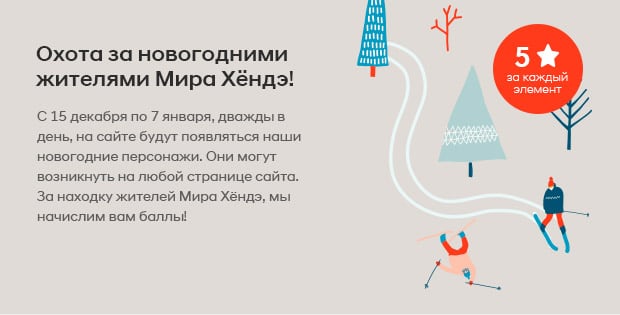 Охота за новогодними
жителями Мира Хёндэ!
С 15 декабря по 7 января, дважды в
день, на сайте будут появляться наши
новогодние персонажи. Они могут
возникнуть на любой странице сайта.
За находку жителей Мира Хёндэ, мы
начислим вам баллы!
5
за каждый
элемент